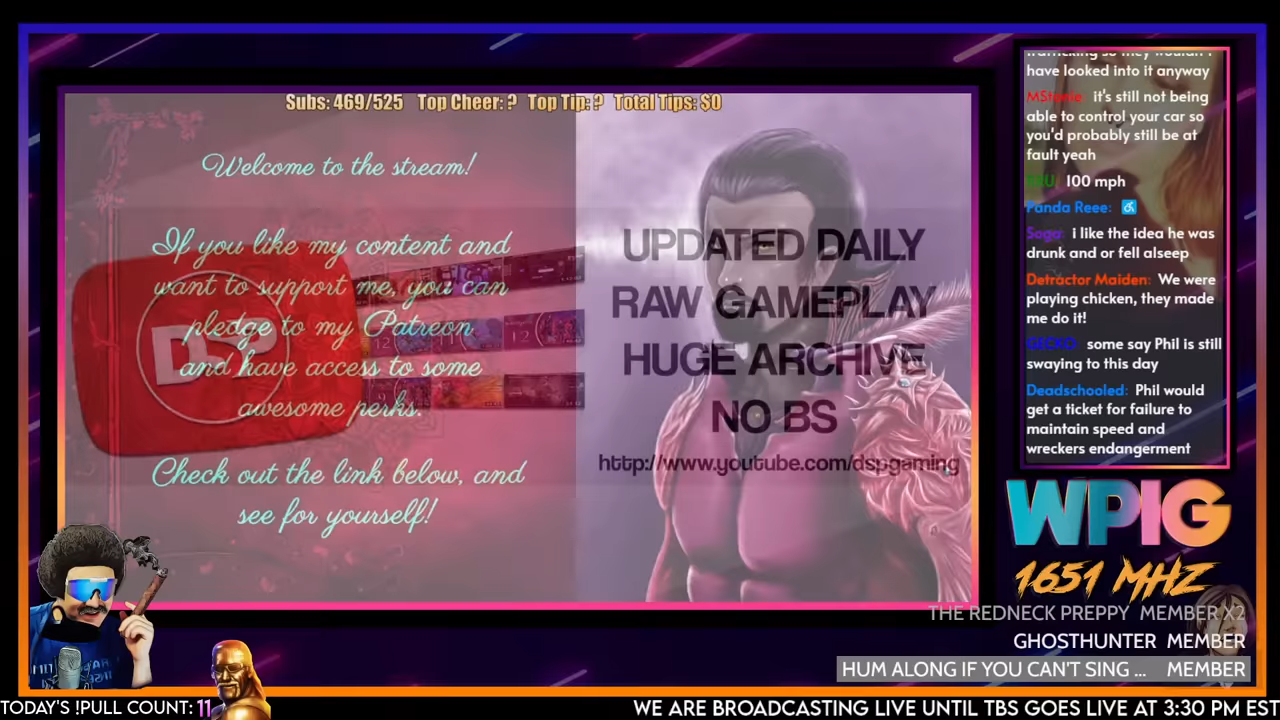 Subs: 469/525 Top Cheer: ? Top Tip: ? Total Tips: $0
Welcome to the stream!
If you like my content and
want to support me, you can
pledge to my Patreon
and have access to some
awesome perks.
Check out the link below, and
see for yourself!
DSP
UPDATED DAILY
RAW GAMEPLAY
HUGE ARCHIVE
NO BS
http://www.youtube.com/dspgaming
have looked into it anyway
it's still not being
able to control your car so
you'd probably still be at
fault yeah
100 mph
Panda Reee:
Soga: i like the idea he was
drunk and or fell alseep
Detractor Maiden: We were
playing chicken, they made
me do it!
GECKO: some say Phil is still
swaying to this day
Deadschooled: Phil would
get a ticket for failure to
maintain speed and
wreckers endangerment
WPIG
1651 MHZ
THE REDNECK PREPPY MEMBER X2
GHOSTHUNTER MEMBER
HUM ALONG IF YOU CAN'T SING ... MEMBER
TODAY'S !PULL COUNT: 11
WE ARE BROADCASTING LIVE UNTIL TBS GOES LIVE AT 3:30 PM EST